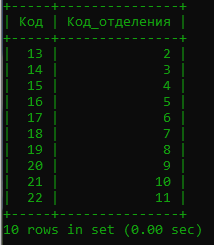 +-----+---------------+
| Код | Код_отделения |
+-----+---------------+
|  13 |             2 |
|  14 |             3 |
|  15 |             4 |
|  16 |             5 |
|  17 |             6 |
|  18 |             7 |
|  19 |             8 |
|  20 |             9 |
|  21 |            10 |
|  22 |            11 |
+-----+---------------+
10 rows in set (0.00 sec)